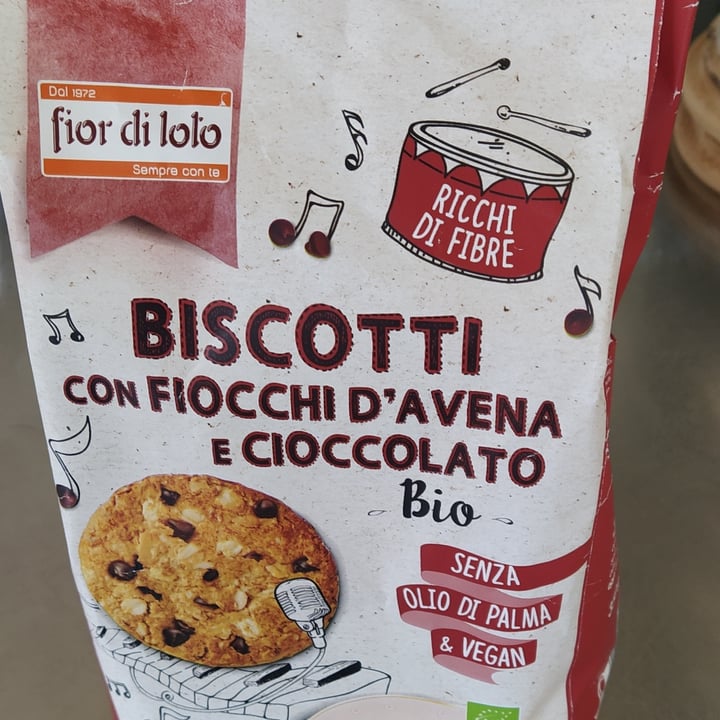 Dal 1972
fior di loto
Sempre con te
RICCHI
DI FIBRE
BISCOTTI
CON FIOCCHI D'AVENA
E CIOCCOLATO
Bio
SENZA
OLIO DI PALMA
& VEGAN